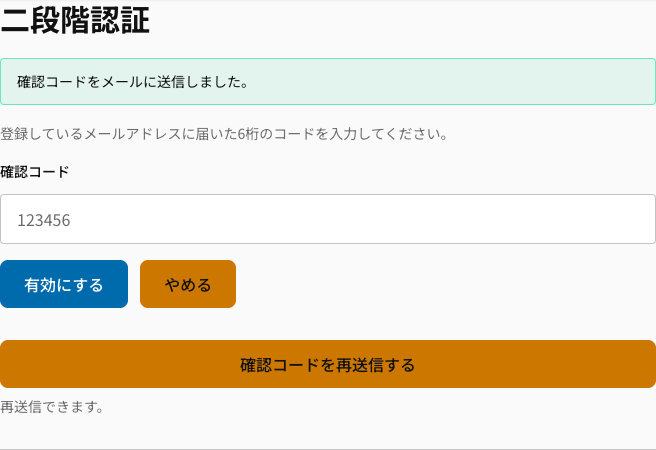 二段階認証
確認コードをメールに送信しました。
登録しているメールアドレスに届いた6桁のコードを入力してください。
確認コード
123456
有効にする
やめる
確認コードを再送信する
再送信できます。